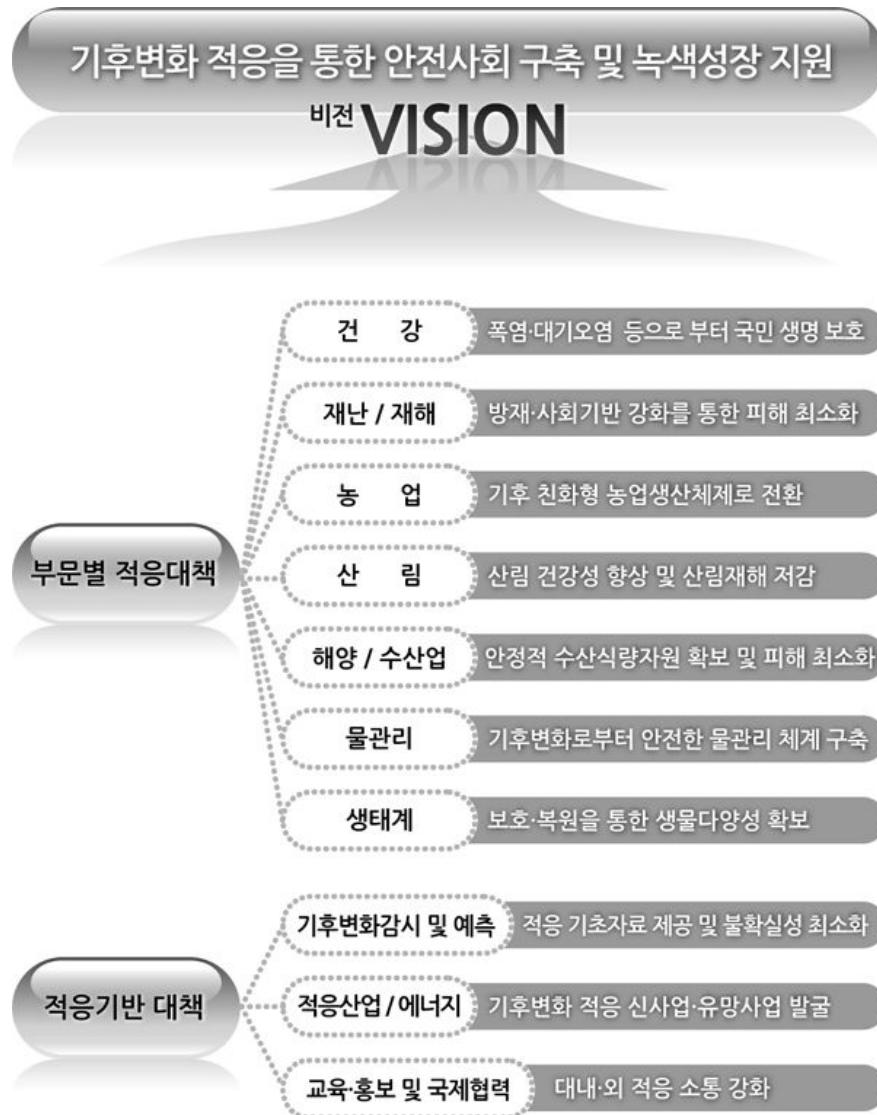 기후변화 적응을 통한 안전사회 구축 및 녹색성장 지원
비전 VISION
건 강 폭염·대기오염 등으로 부터 국민 생명 보호
재난 / 재해 방재·사회기반 강화를 통한 피해 최소화
농 업 기후 친화형 농업생산체제로 전환
부문별 적응대책
산 림 산림 건강성 향상 및 산림재해 저감
해양 / 수산업 안정적 수산식량자원 확보 및 피해 최소화
물관리 기후변화로부터 안전한 물관리 체계 구축
생태계 보호·복원을 통한 생물다양성 확보
기후변화감시 및 예측 적응 기초자료 제공 및 불확실성 최소화
적응기반 대책
적응산업 / 에너지 기후변화 적응 신사업·유망사업 발굴
교육·홍보 및 국제협력 대내·외 적응 소통 강화